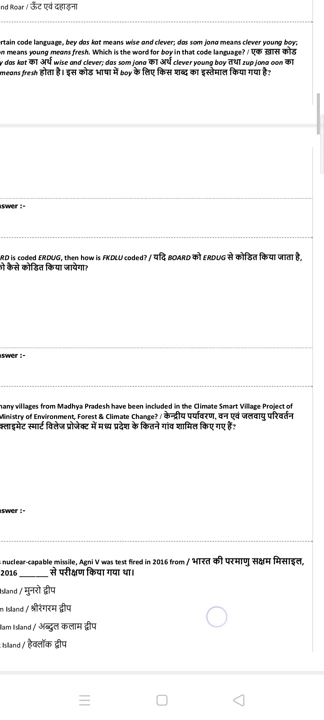 nd Roar / ऊँट एवं दहाड़ना
rtain code language, bey das kat means wise and clever; das som jona means clever young boy;
n means young means fresh. Which is the word for boy in that code language? / एक ख़ास कोड
y das kat का अर्थ wise and clever; das som jona का अर्थ clever young boy तथा zup jona oon का
means fresh होता है। इस कोड भाषा में boy के लिए किस शब्द का इस्तेमाल किया गया है?
swer :-
RD is coded ERDUG, then how is FKDLU coded? / यदि BOARD को ERDUG से कोडित किया जाता है,
ो कैसे कोडित किया जायेगा?
swer :-
many villages from Madhya Pradesh have been included in the Climate Smart Village Project of
Ministry of Environment, Forest & Climate Change? / केन्द्रीय पर्यावरण, वन एवं जलवायु परिवर्तन
क्लाइमेट स्मार्ट विलेज प्रोजेक्ट में मध्य प्रदेश के कितने गांव शामिल किए गए हैं?
swer :-
s nuclear-capable missile, Agni V was test fired in 2016 from / भारत की परमाणु सक्षम मिसाइल,
2016 ________ से परीक्षण किया गया था।
Island / मुनरो द्वीप
n Island / श्रीरंगरम द्वीप
lam Island / अब्दुल कलाम द्वीप
Island / हैवलॉक द्वीप